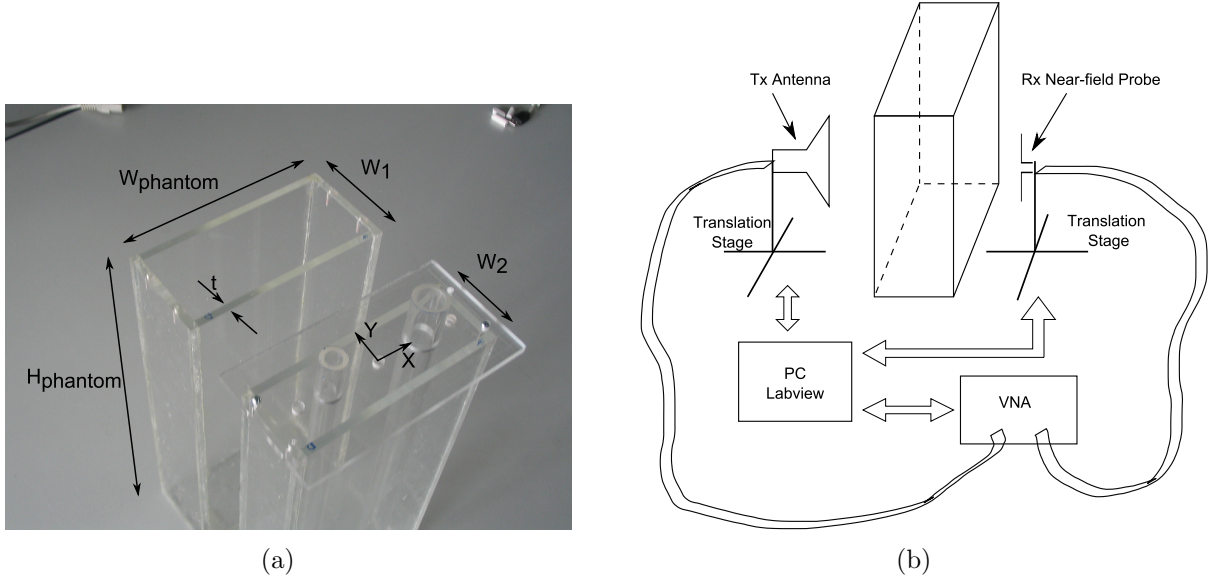 Wphantom
W1
W2
t
Y
X
Hphantom
(a)
Tx Antenna
Rx Near-field Probe
Translation
Stage
Translation
Stage
PC
Labview
VNA
(b)